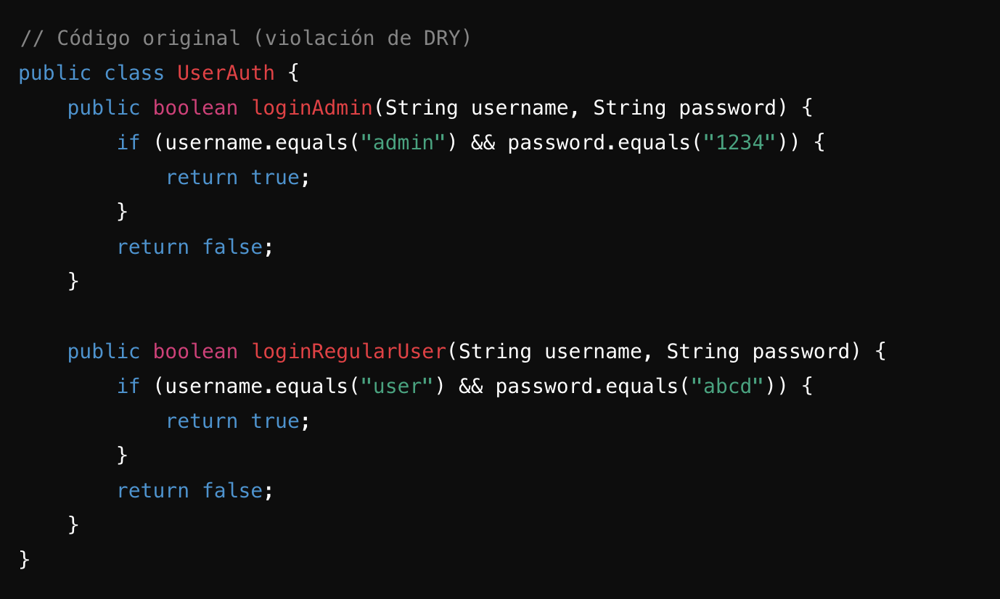 // Código original (violación de DRY)
public class UserAuth {
    public boolean loginAdmin(String username, String password) {
        if (username.equals("admin") && password.equals("1234")) {
            return true;
        }
        return false;
    }

    public boolean loginRegularUser(String username, String password) {
        if (username.equals("user") && password.equals("abcd")) {
            return true;
        }
        return false;
    }
}